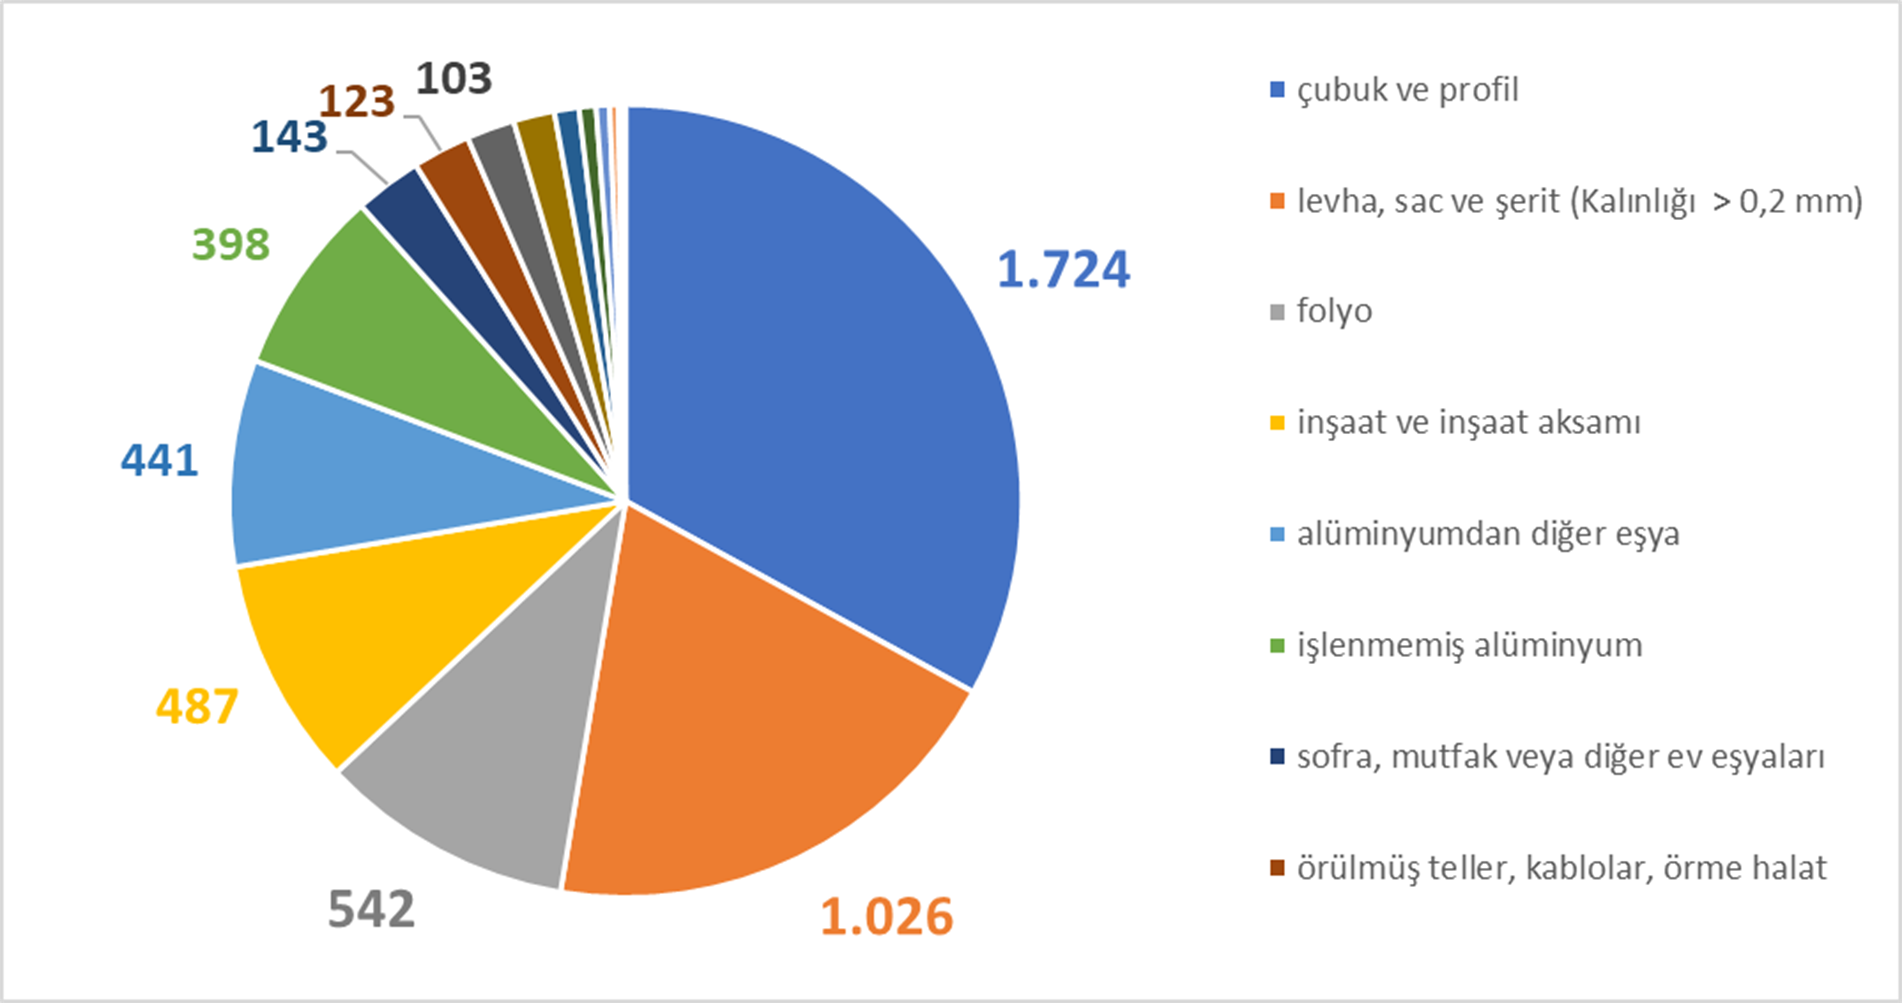 103
123
143
398
441
487
542
1.026
1.724
çubuk ve profil
levha, sac ve şerit (Kalınlığı > 0,2 mm)
folyo
inşaat ve inşaat aksamı
alüminyumdan diğer eşya
işlenmemiş alüminyum
sofra, mutfak veya diğer ev eşyaları
örülmüş teller, kablolar, örme halat